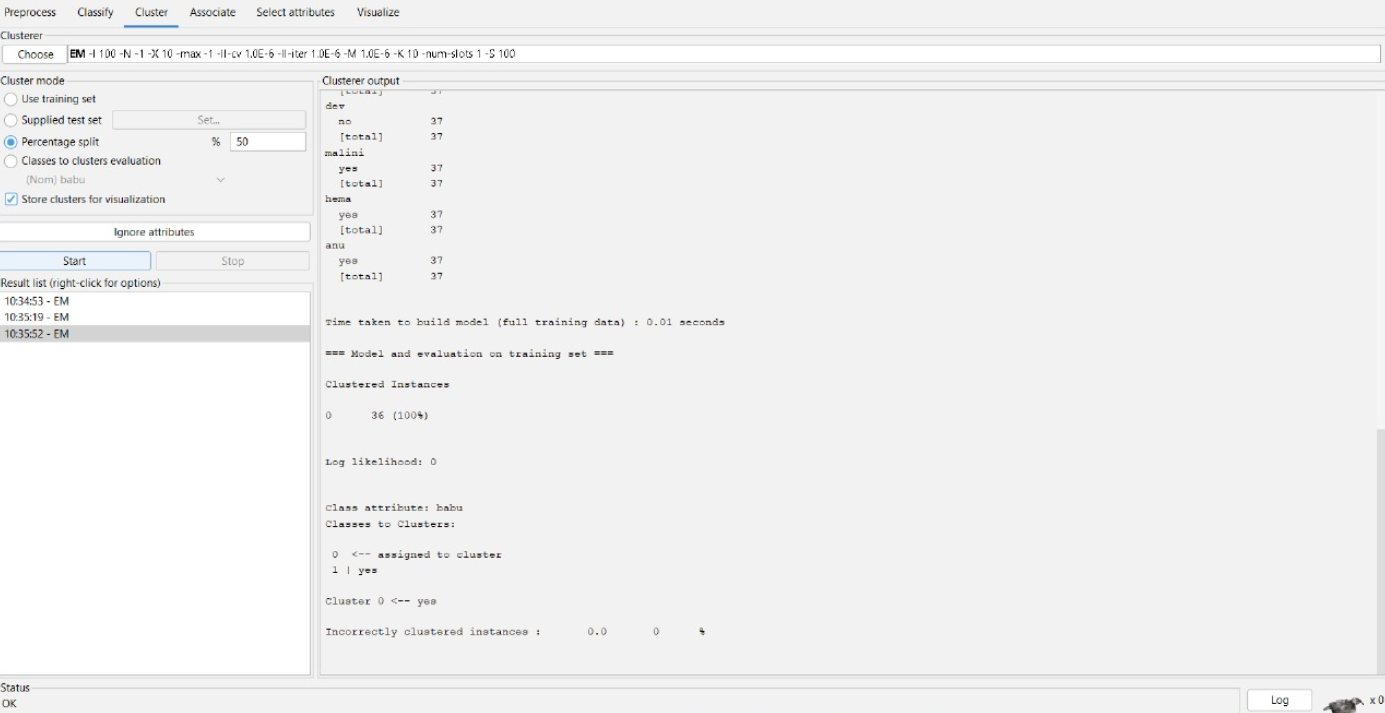 Preprocess Classify Cluster Associate Select attributes Visualize
Clusterer
Choose EM -I 100 -N -1 -X 10 -max -1 -ll-cv 1.0E-6 -ll-iter 1.0E-6 -M 1.0E-6 -K 10 -num-slots 1 -S 100
Cluster mode
Use training set
Supplied test set Set...
Percentage split % 50
Classes to clusters evaluation
(Nom) babu
Store clusters for visualization
Ignore attributes
Start Stop
Result list (right-click for options)
10:34:53 - EM
10:35:19 - EM
10:35:52 - EM
Clusterer output
[total] 37
dev
no 37
[total] 37
malini
yes 37
[total] 37
hema
yes 37
[total] 37
anu
yes 37
[total] 37
Time taken to build model (full training data) : 0.01 seconds
=== Model and evaluation on training set ===
Clustered Instances
0 36 (100%)
Log likelihood: 0
Class attribute: babu
Classes to Clusters:
0 <-- assigned to cluster
1 | yes
Cluster 0 <-- yes
Incorrectly clustered instances : 0.0 0 %
Status
OK
Log x 0